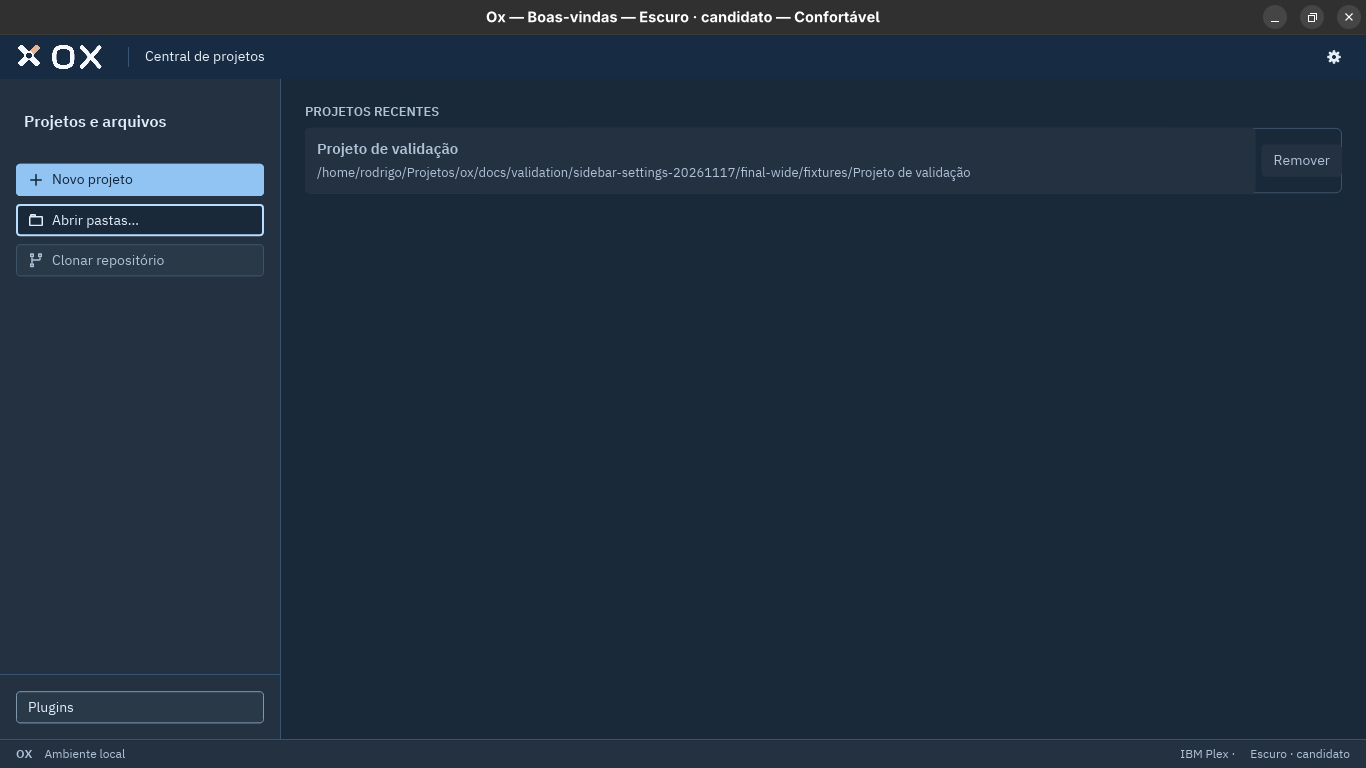 Ox — Boas-vindas — Escuro · candidato — Confortável
OX
Central de projetos
Projetos e arquivos
Novo projeto
Abrir pastas...
Clonar repositório
PROJETOS RECENTES
Projeto de validação
/home/rodrigo/Projetos/ox/docs/validation/sidebar-settings-20261117/final-wide/fixtures/Projeto de validação
Remover
Plugins
OX Ambiente local
IBM Plex · Escuro · candidato